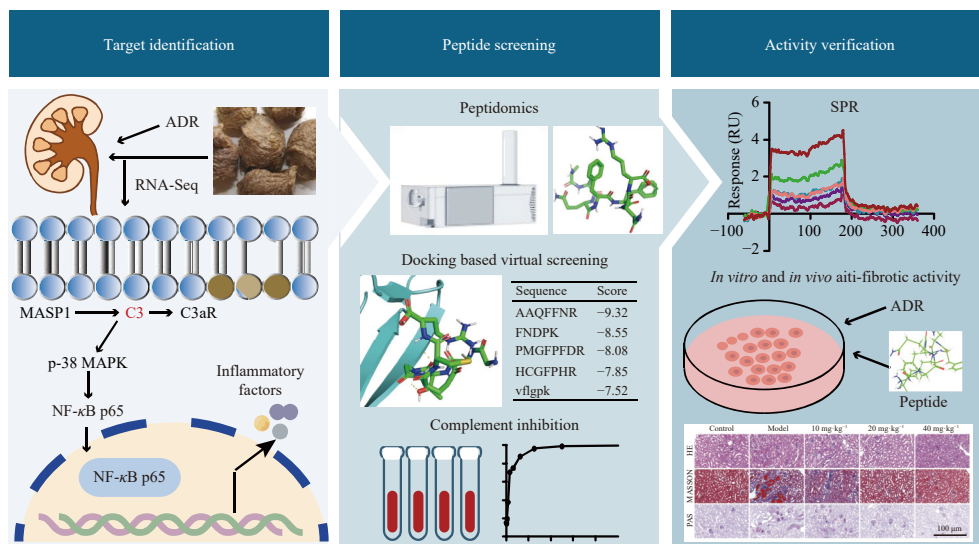 Target identification
Peptide screening
Activity verification
ADR
RNA-Seq
MASP1
C3
C3aR
p-38 MAPK
NF-κB p65
Inflammatory
factors
NF-κB p65
Peptidomics
Docking based virtual screening
Sequence Score
AAQFFNR −9.32
FNDPK −8.55
PMGFPFDR −8.08
HCGFPHR −7.85
vflgpk −7.52
Complement inhibition
SPR
Response (RU)
6
4
2
0
−2
−100 100 200 300 400
In vitro and in vivo aiti-fibrotic activity
ADR
Peptide
Control Model 10 mg·kg⁻¹ 20 mg·kg⁻¹ 40 mg·kg⁻¹
HE
MASSON
PAS
100 μm